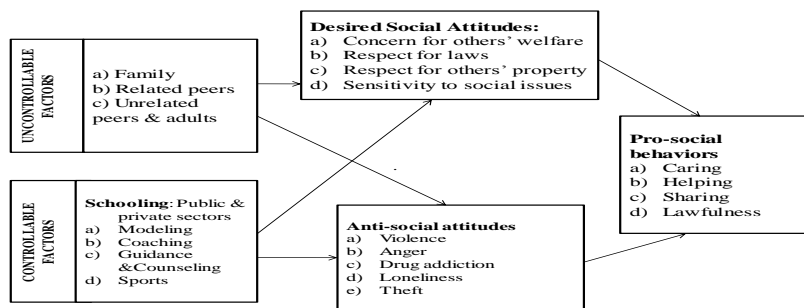 UNCONTROLLABLE
FACTORS
a) Family
b) Related peers
c) Unrelated
peers & adults
CONTROLLABLE
FACTORS
Schooling: Public &
private sectors
a) Modeling
b) Coaching
c) Guidance
&Counseling
d) Sports
Desired Social Attitudes:
a) Concern for others' welfare
b) Respect for laws
c) Respect for others' property
d) Sensitivity to social issues
Anti-social attitudes
a) Violence
b) Anger
c) Drug addiction
d) Loneliness
e) Theft
Pro-social
behaviors
a) Caring
b) Helping
c) Sharing
d) Lawfulness